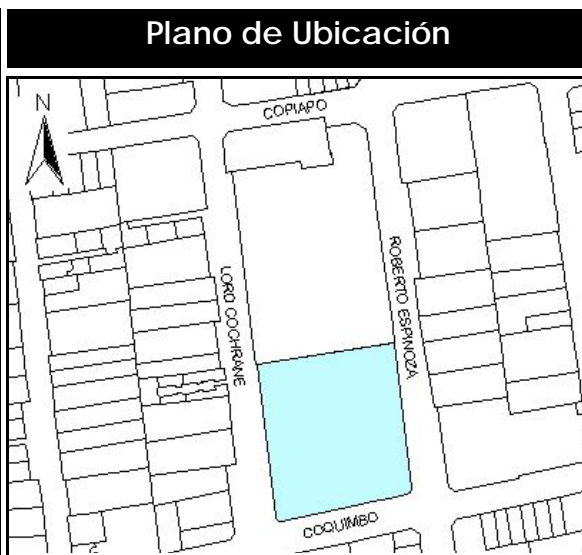 Plano de Ubicación
N
COPIAPO
LORD COCHRANE
ROBERTO ESPINOZA
COQUIMBO